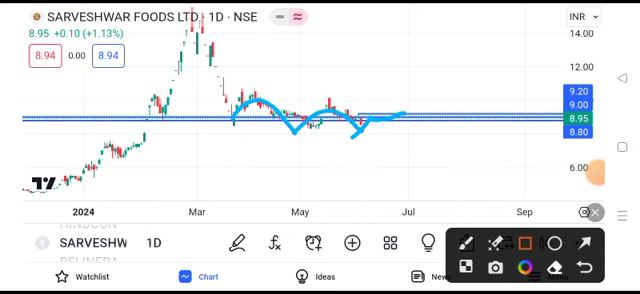 SARVESHWAR FOODS LTD · 1D · NSE
INR
8.95 +0.10 (+1.13%)
8.94 0.00 8.94
14.00
12.00
9.20
9.00
8.95
8.80
6.00
2024 Mar May Jul Sep
SARVESHW 1D
Watchlist Chart Ideas News